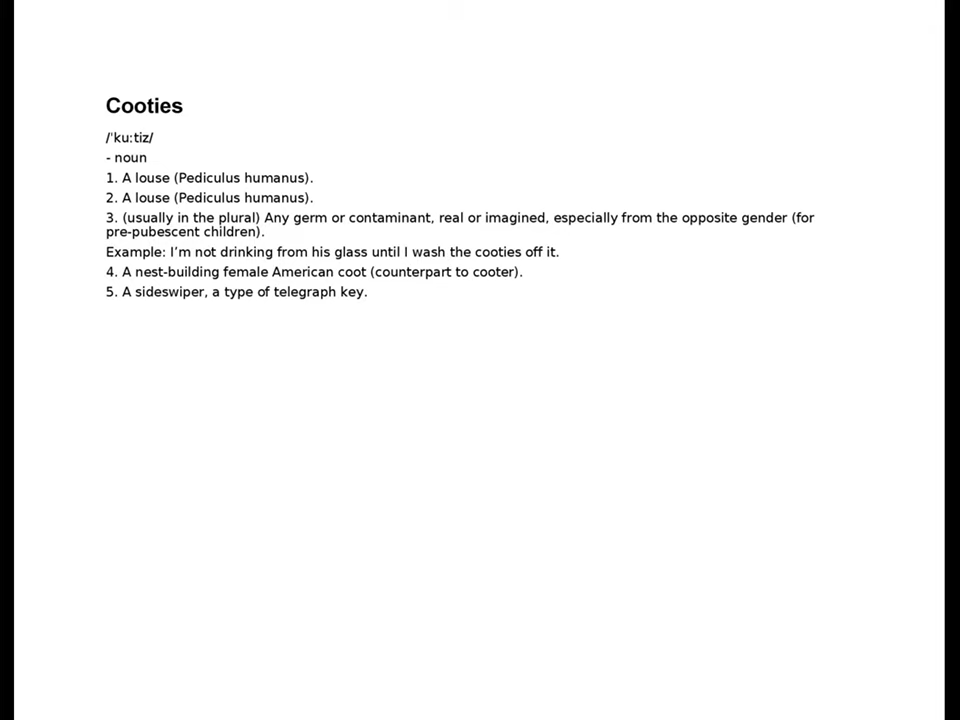 Cooties
/ˈkuːtiz/
- noun
1. A louse (Pediculus humanus).
2. A louse (Pediculus humanus).
3. (usually in the plural) Any germ or contaminant, real or imagined, especially from the opposite gender (for
pre-pubescent children).
Example: I’m not drinking from his glass until I wash the cooties off it.
4. A nest-building female American coot (counterpart to cooter).
5. A sideswiper, a type of telegraph key.